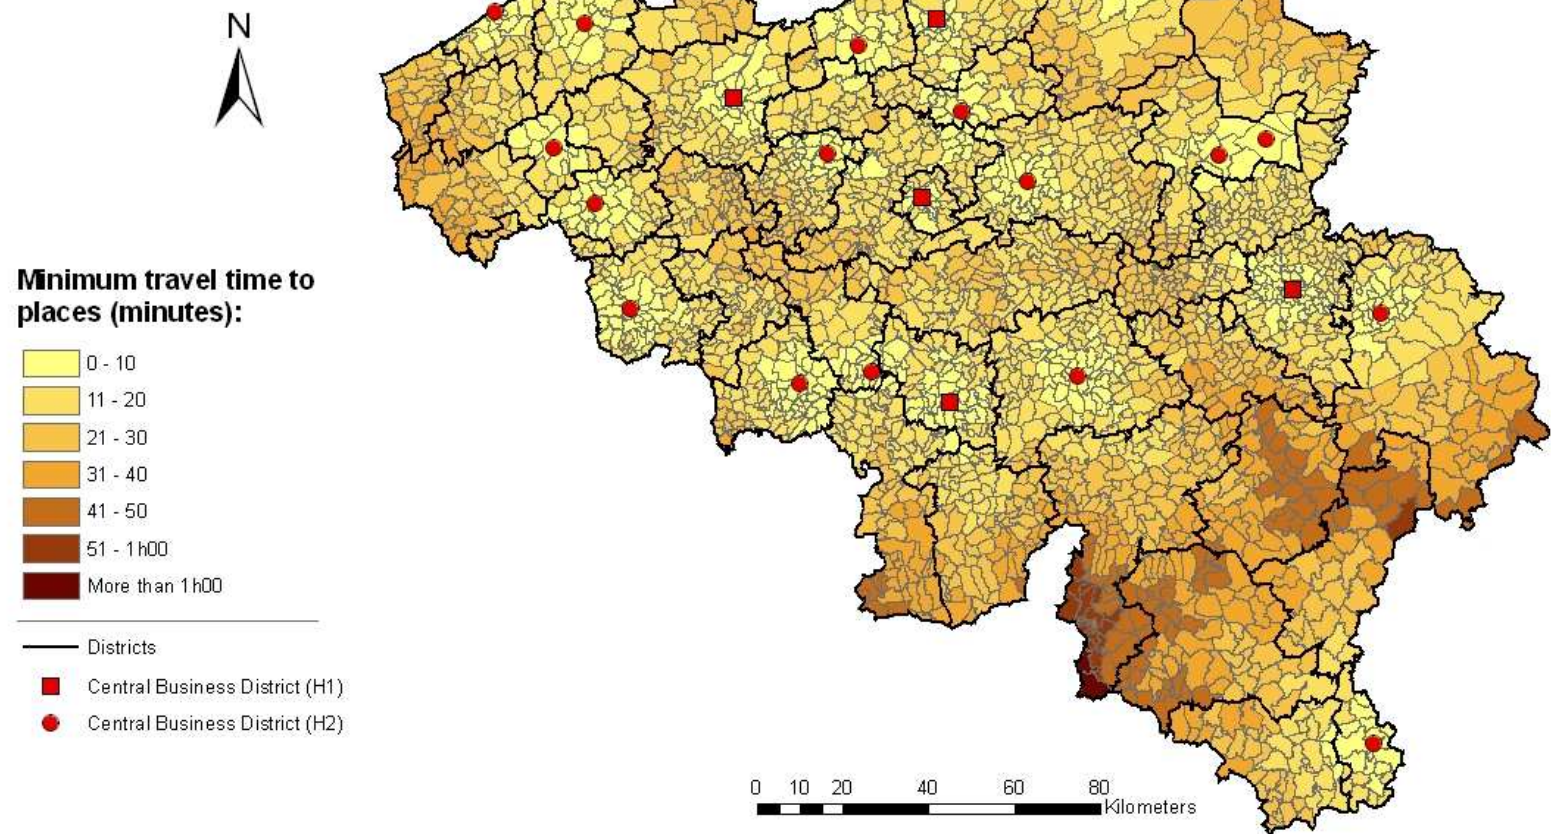 N
Minimum travel time to
places (minutes):
0 - 10
11 - 20
21 - 30
31 - 40
41 - 50
51 - 1h00
More than 1h00
Districts
Central Business District (H1)
Central Business District (H2)
0 10 20 40 60 80
Kilometers